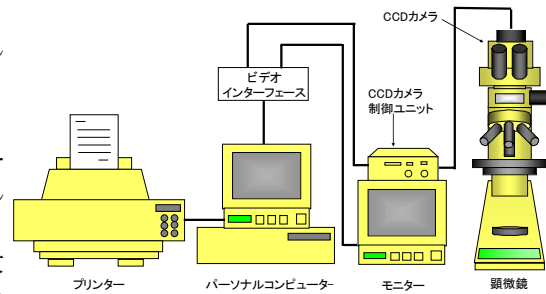 CCDカメラ
ビデオ
インターフェース
CCDカメラ
制御ユニット
プリンター
パーソナルコンピューター
モニター
顕微鏡